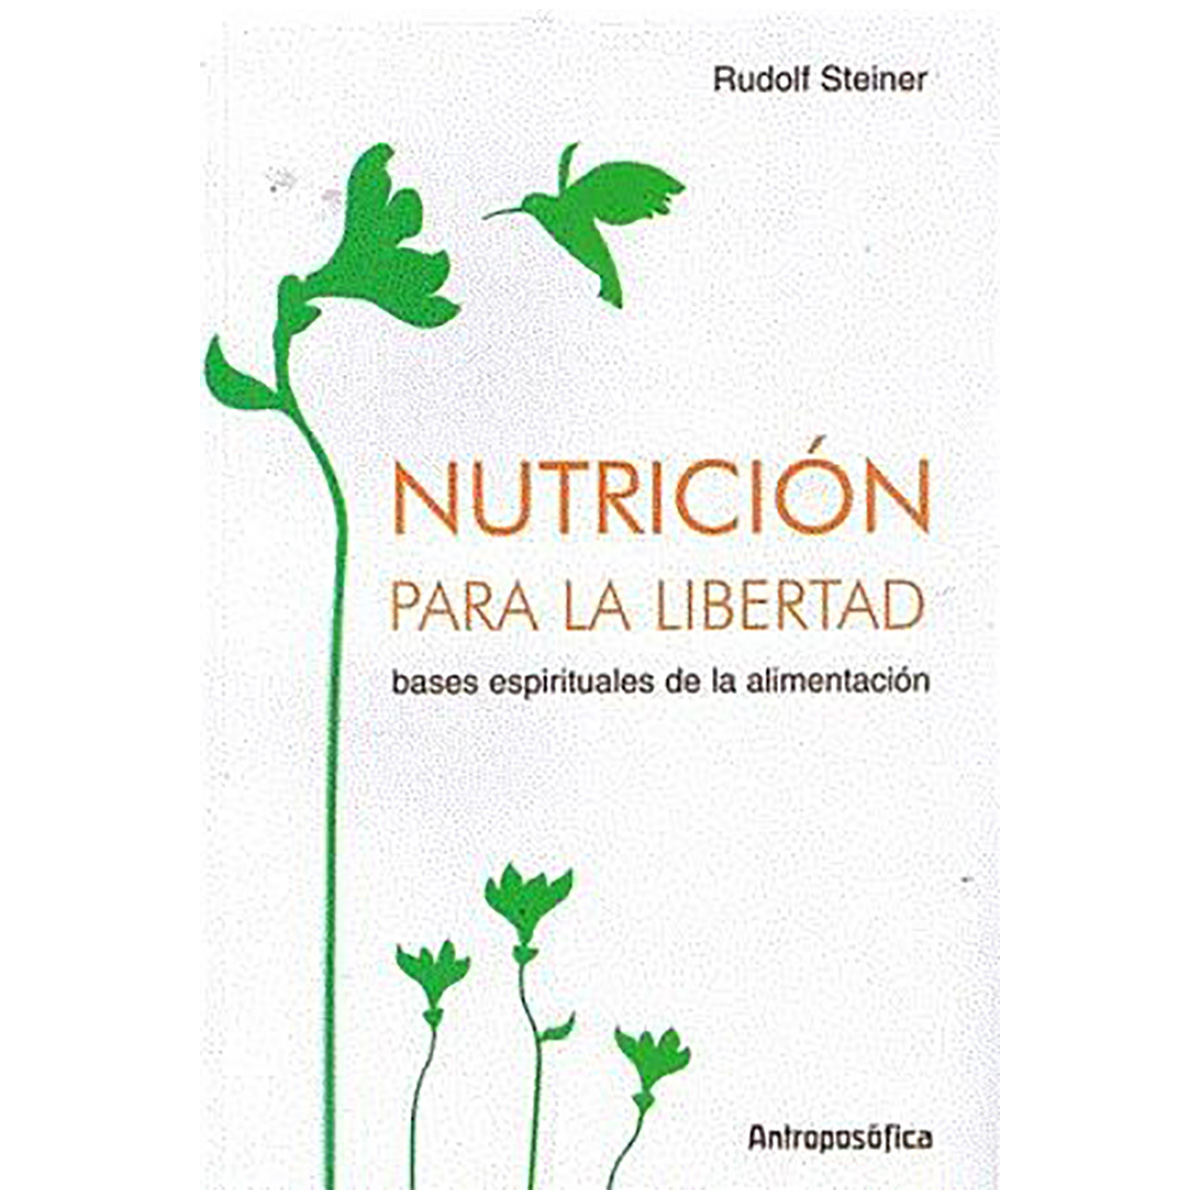 Rudolf Steiner
NUTRICIÓN
PARA LA LIBERTAD
bases espirituales de la alimentación
Antroposófica